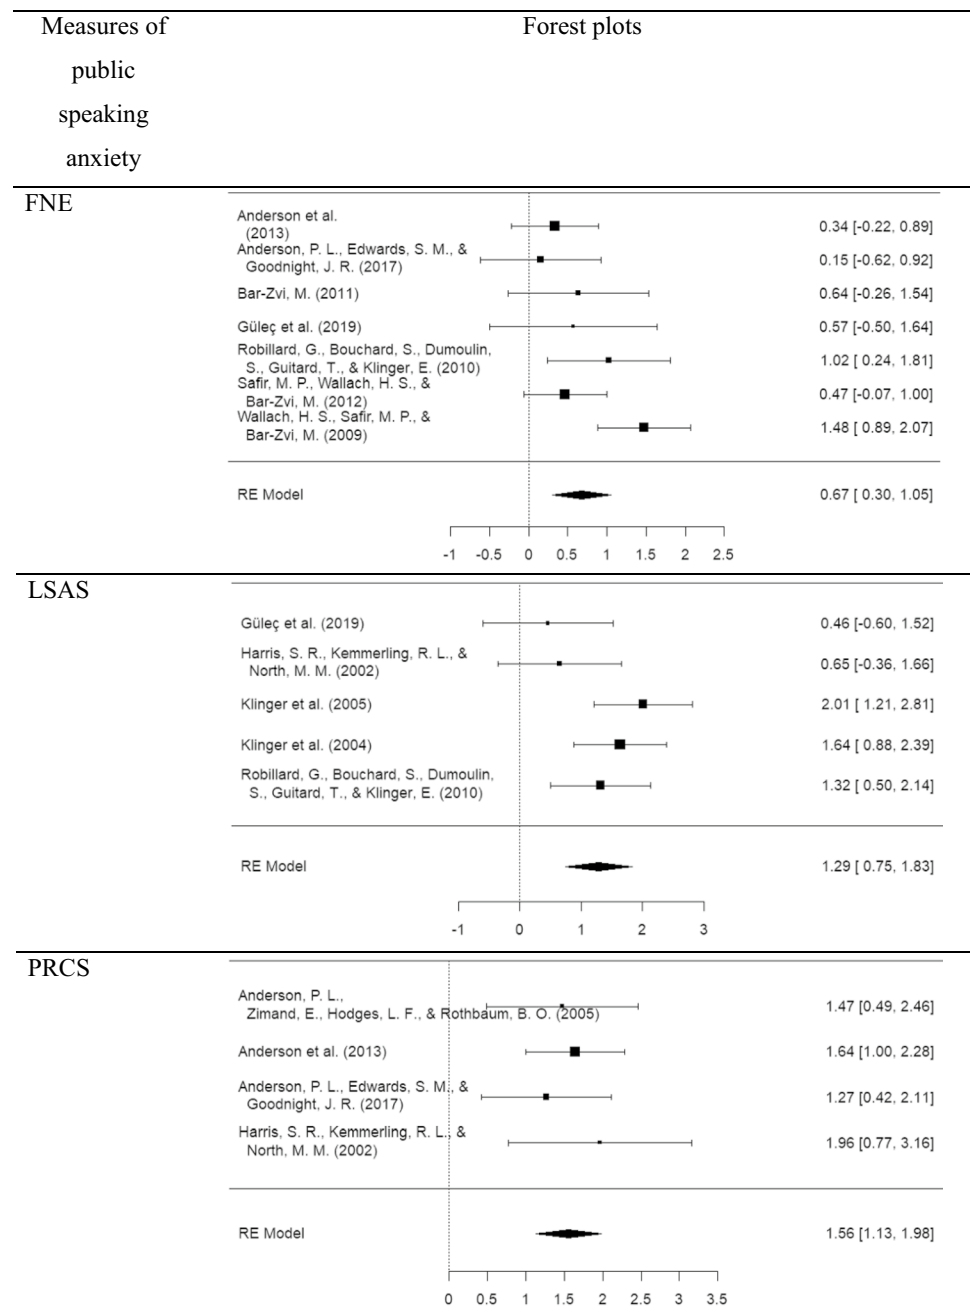 Measures of
public
speaking
anxiety
Forest plots
FNE
Anderson et al.
(2013)
0.34 [-0.22, 0.89]
Anderson, P. L., Edwards, S. M., &
Goodnight, J. R. (2017)
0.15 [-0.62, 0.92]
Bar-Zvi, M. (2011)
0.64 [-0.26, 1.54]
Güleç et al. (2019)
0.57 [-0.50, 1.64]
Robillard, G., Bouchard, S., Dumoulin,
S., Guitard, T., & Klinger, E. (2010)
1.02 [ 0.24, 1.81]
Safir, M. P., Wallach, H. S., &
Bar-Zvi, M. (2012)
0.47 [-0.07, 1.00]
Wallach, H. S., Safir, M. P., &
Bar-Zvi, M. (2009)
1.48 [ 0.89, 2.07]
RE Model
0.67 [ 0.30, 1.05]
-1 -0.5 0 0.5 1 1.5 2 2.5
LSAS
Güleç et al. (2019)
0.46 [-0.60, 1.52]
Harris, S. R., Kemmerling, R. L., &
North, M. M. (2002)
0.65 [-0.36, 1.66]
Klinger et al. (2005)
2.01 [ 1.21, 2.81]
Klinger et al. (2004)
1.64 [ 0.88, 2.39]
Robillard, G., Bouchard, S., Dumoulin,
S., Guitard, T., & Klinger, E. (2010)
1.32 [ 0.50, 2.14]
RE Model
1.29 [ 0.75, 1.83]
-1 0 1 2 3
PRCS
Anderson, P. L.,
Zimand, E., Hodges, L. F., & Rothbaum, B. O. (2005)
1.47 [0.49, 2.46]
Anderson et al. (2013)
1.64 [1.00, 2.28]
Anderson, P. L., Edwards, S. M., &
Goodnight, J. R. (2017)
1.27 [0.42, 2.11]
Harris, S. R., Kemmerling, R. L., &
North, M. M. (2002)
1.96 [0.77, 3.16]
RE Model
1.56 [1.13, 1.98]
0 0.5 1 1.5 2 2.5 3 3.5